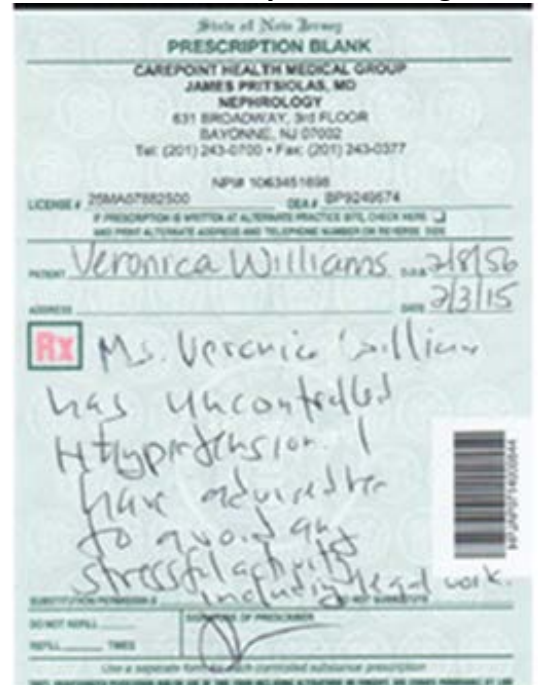 State of New Jersey
PRESCRIPTION BLANK
CAREPOINT HEALTH MEDICAL GROUP
JAMES PRITSIOLAS, MD
NEPHROLOGY
631 BROADWAY, 3rd FLOOR
BAYONNE, NJ 07002
Tel: (201) 243-0700 • Fax: (201) 243-0377
NPI# 1063451698
LICENSE # 25MA07882500 DEA # BP9249574
IF PRESCRIPTION IS WRITTEN AT ALTERNATE PRACTICE SITE, CHECK HERE
AND PRINT ALTERNATE ADDRESS AND TELEPHONE NUMBER ON REVERSE SIDE
PATIENT Veronica Williams D.O.B. 2/8/56
ADDRESS DATE 2/3/15
Rx Ms. Veronica William
has uncontrolled
Hypertension. I
have advised her
to avoid any
stressful activity
including legal work.
SUBSTITUTION PERMISSIBLE DO NOT SUBSTITUTE
DO NOT REFILL SIGNATURE OF PRESCRIBER
REFILL TIMES
Use a separate form for each controlled substance prescription